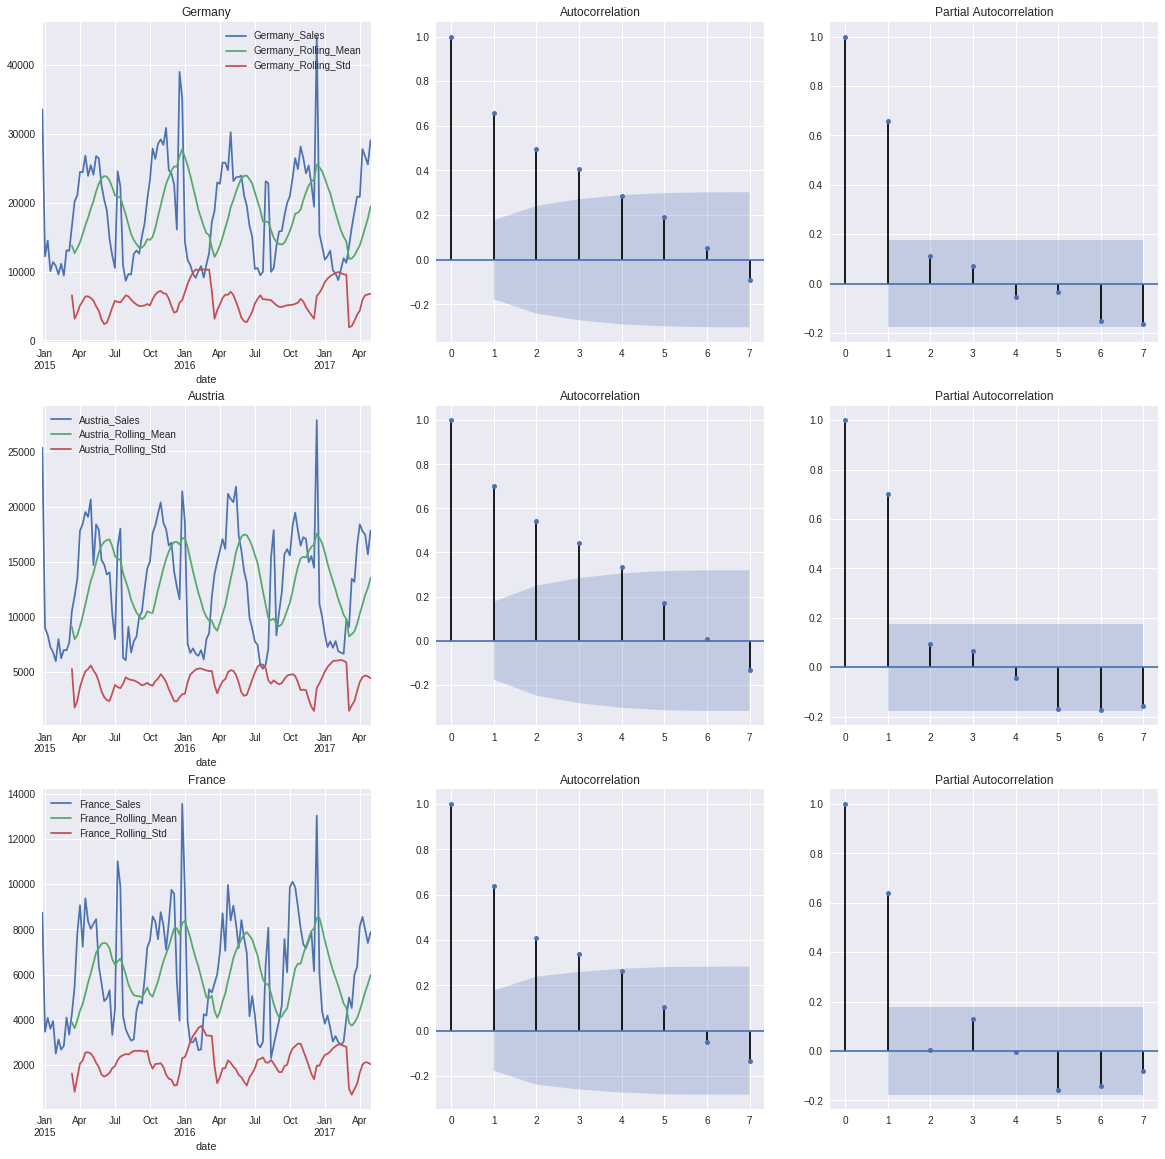 Germany
Autocorrelation
Partial Autocorrelation
Germany_Sales
Germany_Rolling_Mean
Germany_Rolling_Std
40000
30000
20000
10000
0
Jan Apr Jul Oct Jan Apr Jul Oct Jan Apr
2015 2016 2017
date
1.0
0.8
0.6
0.4
0.2
0.0
−0.2
0 1 2 3 4 5 6 7
1.0
0.8
0.6
0.4
0.2
0.0
−0.2
0 1 2 3 4 5 6 7
Austria
Autocorrelation
Partial Autocorrelation
Austria_Sales
Austria_Rolling_Mean
Austria_Rolling_Std
25000
20000
15000
10000
5000
Jan Apr Jul Oct Jan Apr Jul Oct Jan Apr
2015 2016 2017
date
1.0
0.8
0.6
0.4
0.2
0.0
−0.2
0 1 2 3 4 5 6 7
1.0
0.8
0.6
0.4
0.2
0.0
−0.2
0 1 2 3 4 5 6 7
France
Autocorrelation
Partial Autocorrelation
France_Sales
France_Rolling_Mean
France_Rolling_Std
14000
12000
10000
8000
6000
4000
2000
Jan Apr Jul Oct Jan Apr Jul Oct Jan Apr
2015 2016 2017
date
1.0
0.8
0.6
0.4
0.2
0.0
−0.2
0 1 2 3 4 5 6 7
1.0
0.8
0.6
0.4
0.2
0.0
−0.2
0 1 2 3 4 5 6 7